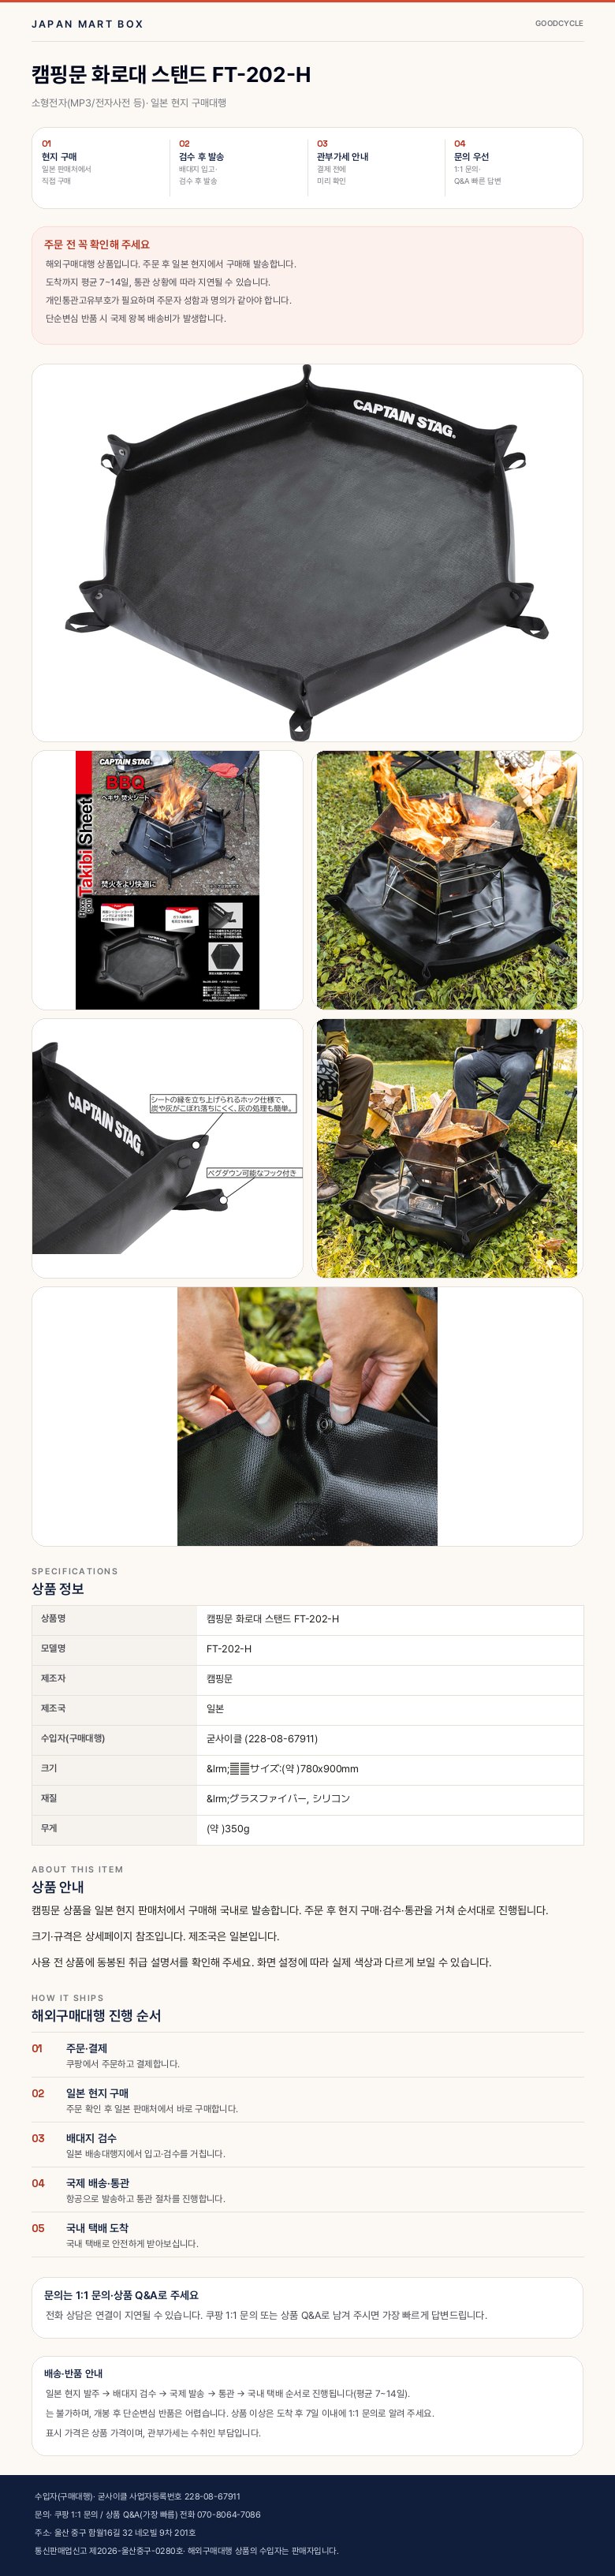 JAPAN MART BOX
GOODCYCLE
캠핑문 화로대 스탠드 FT-202-H
소형전자(MP3/전자사전 등)· 일본 현지 구매대행
01
현지 구매
일본 판매처에서
직접 구매
02
검수 후 발송
배대지 입고·
검수 후 발송
03
관부가세 안내
결제 전에
미리 확인
04
문의 우선
1:1 문의·
Q&A 빠른 답변
주문 전 꼭 확인해 주세요
해외구매대행 상품입니다. 주문 후 일본 현지에서 구매해 발송합니다.
도착까지 평균 7~14일, 통관 상황에 따라 지연될 수 있습니다.
개인통관고유부호가 필요하며 주문자 성함과 명의가 같아야 합니다.
단순변심 반품 시 국제 왕복 배송비가 발생합니다.
CAPTAIN STAG®
CAPTAIN STAG®
BBQ
ヘキサ 焚火シート
Hexagon Takibi Sheet
焚火をより快適に
CAPTAIN STAG®
シートの縁を立ち上げられるホック仕様で、
炭や灰がこぼれ落ちにくく、灰の処理も簡単。
ペグダウン可能なフック付き
SPECIFICATIONS
상품 정보
상품명 캠핑문 화로대 스탠드 FT-202-H
모델명 FT-202-H
제조자 캠핑문
제조국 일본
수입자(구매대행) 굳사이클 (228-08-67911)
크기 &lrm;䷀䷀サイズ:(약 )780x900mm
재질 &lrm;グラスファイバー, シリコン
무게 (약 )350g
ABOUT THIS ITEM
상품 안내
캠핑문 상품을 일본 현지 판매처에서 구매해 국내로 발송합니다. 주문 후 현지 구매·검수·통관을 거쳐 순서대로 진행됩니다.
크기·규격은 상세페이지 참조입니다. 제조국은 일본입니다.
사용 전 상품에 동봉된 취급 설명서를 확인해 주세요. 화면 설정에 따라 실제 색상과 다르게 보일 수 있습니다.
HOW IT SHIPS
해외구매대행 진행 순서
01 주문·결제
쿠팡에서 주문하고 결제합니다.
02 일본 현지 구매
주문 확인 후 일본 판매처에서 바로 구매합니다.
03 배대지 검수
일본 배송대행지에서 입고·검수를 거칩니다.
04 국제 배송·통관
항공으로 발송하고 통관 절차를 진행합니다.
05 국내 택배 도착
국내 택배로 안전하게 받아보십니다.
문의는 1:1 문의·상품 Q&A로 주세요
전화 상담은 연결이 지연될 수 있습니다. 쿠팡 1:1 문의 또는 상품 Q&A로 남겨 주시면 가장 빠르게 답변드립니다.
배송·반품 안내
일본 현지 발주 → 배대지 검수 → 국제 발송 → 통관 → 국내 택배 순서로 진행됩니다(평균 7~14일).
는 불가하며, 개봉 후 단순변심 반품은 어렵습니다. 상품 이상은 도착 후 7일 이내에 1:1 문의로 알려 주세요.
표시 가격은 상품 가격이며, 관부가세는 수취인 부담입니다.
수입자(구매대행)· 굳사이클 사업자등록번호 228-08-67911
문의· 쿠팡 1:1 문의 / 상품 Q&A(가장 빠름) 전화 070-8064-7086
주소· 울산 중구 함월16길 32 네오빌 9차 201호
통신판매업신고 제2026-울산중구-0280호· 해외구매대행 상품의 수입자는 판매자입니다.